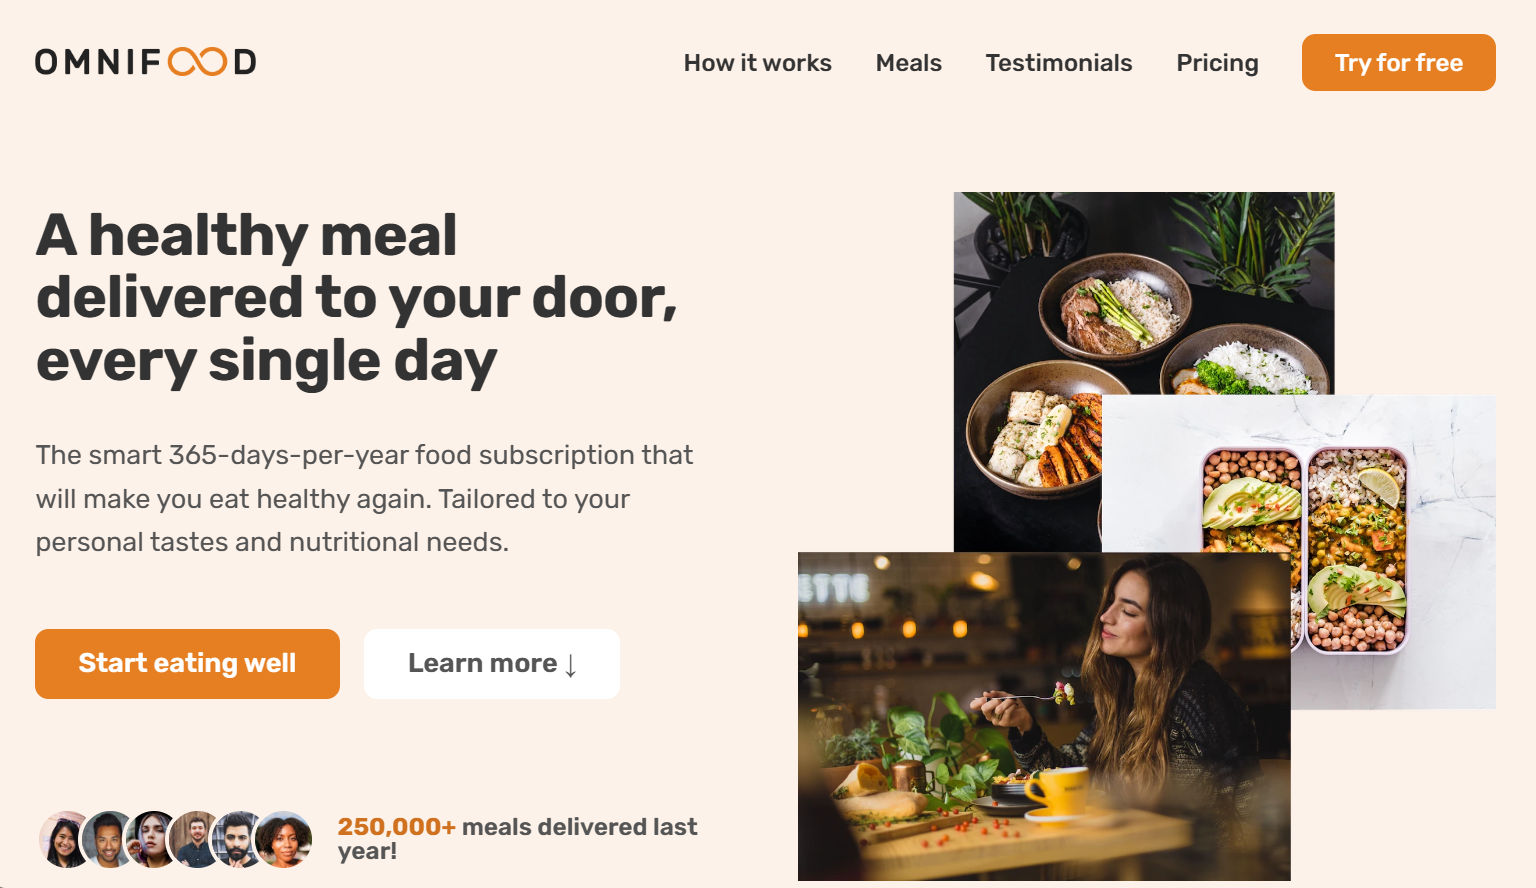 OMNIFOOD
How it works
Meals
Testimonials
Pricing
Try for free
A healthy meal
delivered to your door,
every single day
The smart 365-days-per-year food subscription that
will make you eat healthy again. Tailored to your
personal tastes and nutritional needs.
Start eating well
Learn more ↓
250,000+ meals delivered last
year!
ETTE